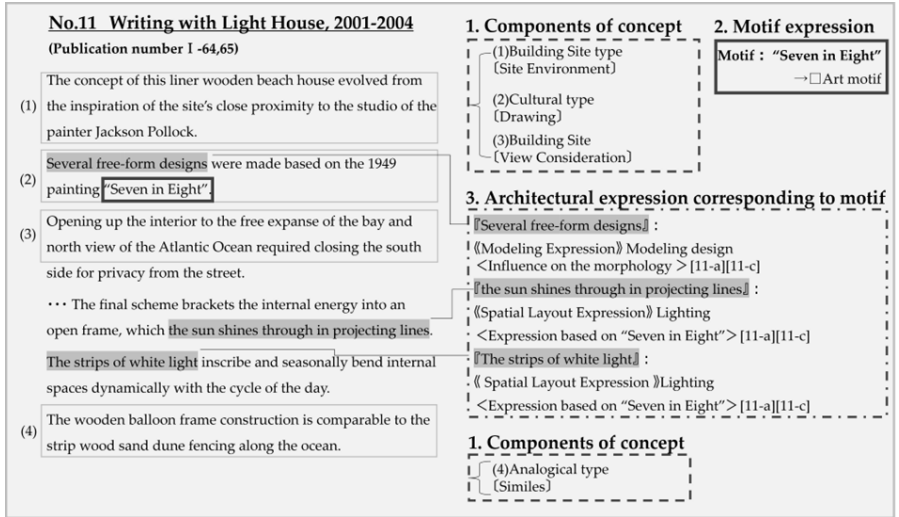 No.11 Writing with Light House, 2001-2004
(Publication number Ⅰ-64,65)
(1)
The concept of this liner wooden beach house evolved from
the inspiration of the site's close proximity to the studio of the
painter Jackson Pollock.
(2)
Several free-form designs were made based on the 1949
painting "Seven in Eight".
(3)
Opening up the interior to the free expanse of the bay and
north view of the Atlantic Ocean required closing the south
side for privacy from the street.
··· The final scheme brackets the internal energy into an
open frame, which the sun shines through in projecting lines.
The strips of white light inscribe and seasonally bend internal
spaces dynamically with the cycle of the day.
(4)
The wooden balloon frame construction is comparable to the
strip wood sand dune fencing along the ocean.
1. Components of concept
(1)Building Site type
〔Site Environment〕
(2)Cultural type
〔Drawing〕
(3)Building Site
〔View Consideration〕
2. Motif expression
Motif : "Seven in Eight"
→□Art motif
3. Architectural expression corresponding to motif
『Several free-form designs』 :
《Modeling Expression》 Modeling design
<Influence on the morphology > [11-a][11-c]
『the sun shines through in projecting lines』 :
《Spatial Layout Expression》 Lighting
<Expression based on "Seven in Eight"> [11-a][11-c]
『The strips of white light』 :
《 Spatial Layout Expression 》Lighting
<Expression based on "Seven in Eight"> [11-a][11-c]
1. Components of concept
(4)Analogical type
〔Similes〕